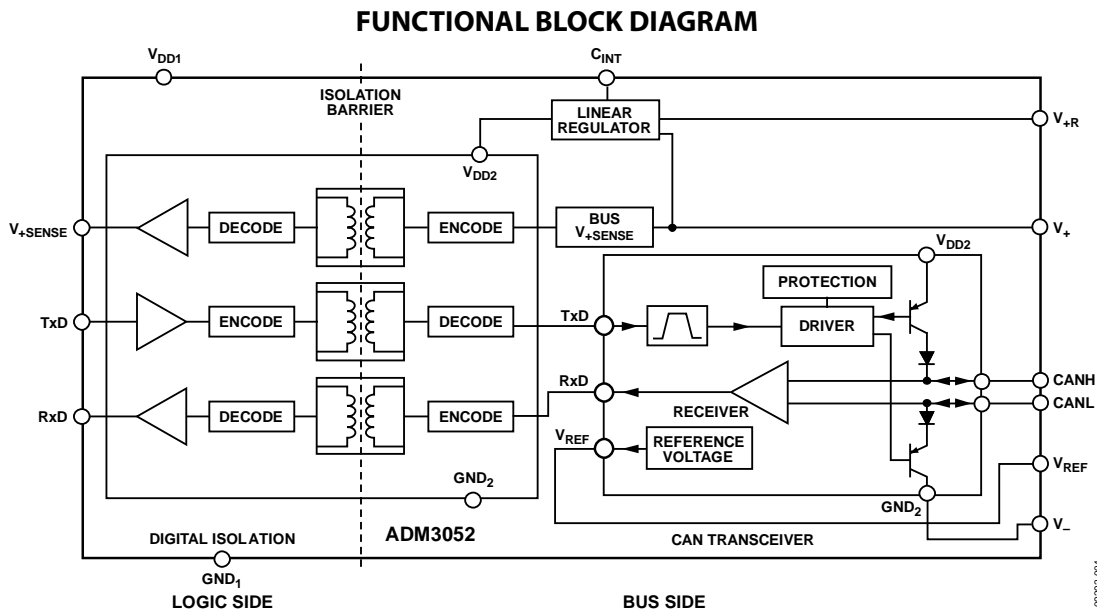 FUNCTIONAL BLOCK DIAGRAM
VDD1
CINT
ISOLATION
BARRIER
LINEAR
REGULATOR
V+R
VDD2
V+SENSE
DECODE
ENCODE
BUS
V+SENSE
V+
VDD2
PROTECTION
TxD
ENCODE
DECODE
TxD
DRIVER
RxD
DECODE
ENCODE
RxD
RECEIVER
CANH
CANL
VREF
REFERENCE
VOLTAGE
VREF
GND2
GND2
V–
DIGITAL ISOLATION
ADM3052
CAN TRANSCEIVER
GND1
LOGIC SIDE
BUS SIDE